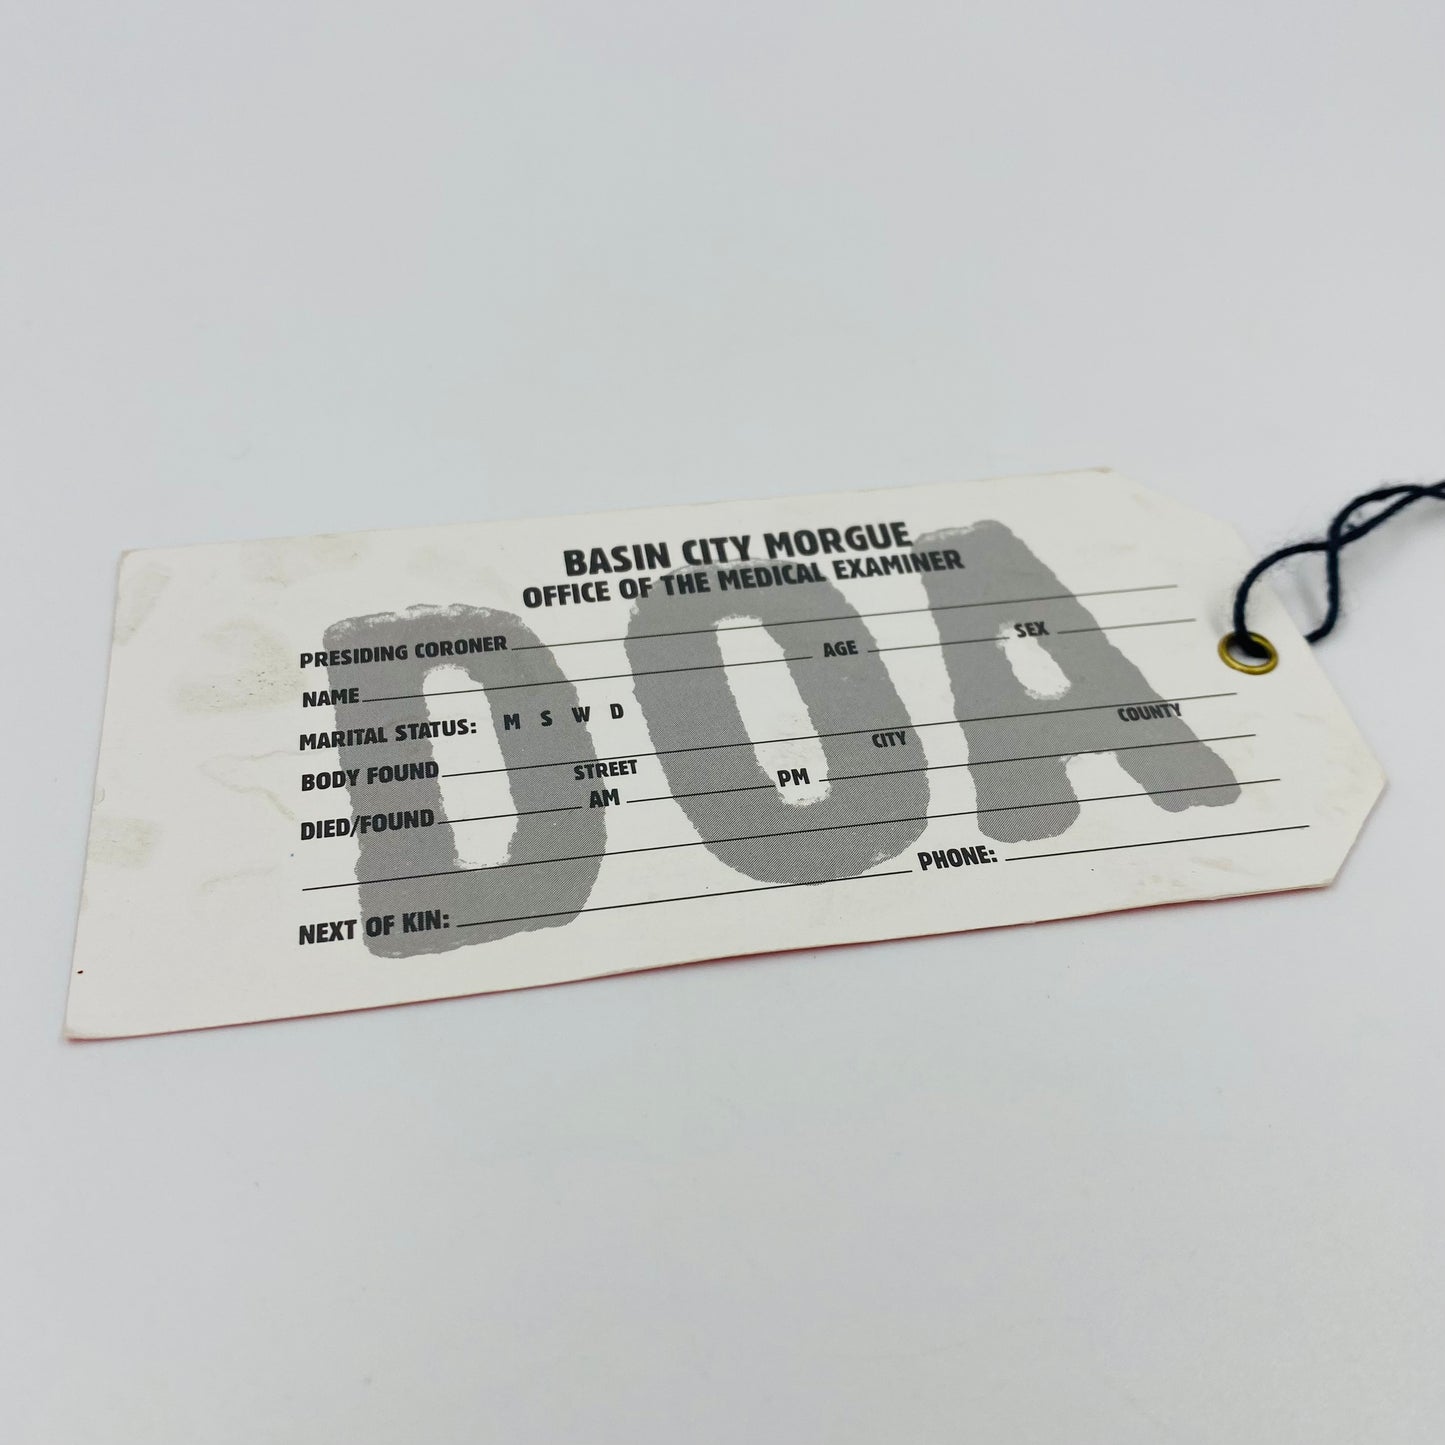 BASIN CITY MORGUE
OFFICE OF THE MEDICAL EXAMINER
PRESIDING CORONER
NAME AGE SEX
MARITAL STATUS: M S W D
BODY FOUND
STREET CITY COUNTY
DIED/FOUND AM PM
NEXT OF KIN: PHONE:
DOA